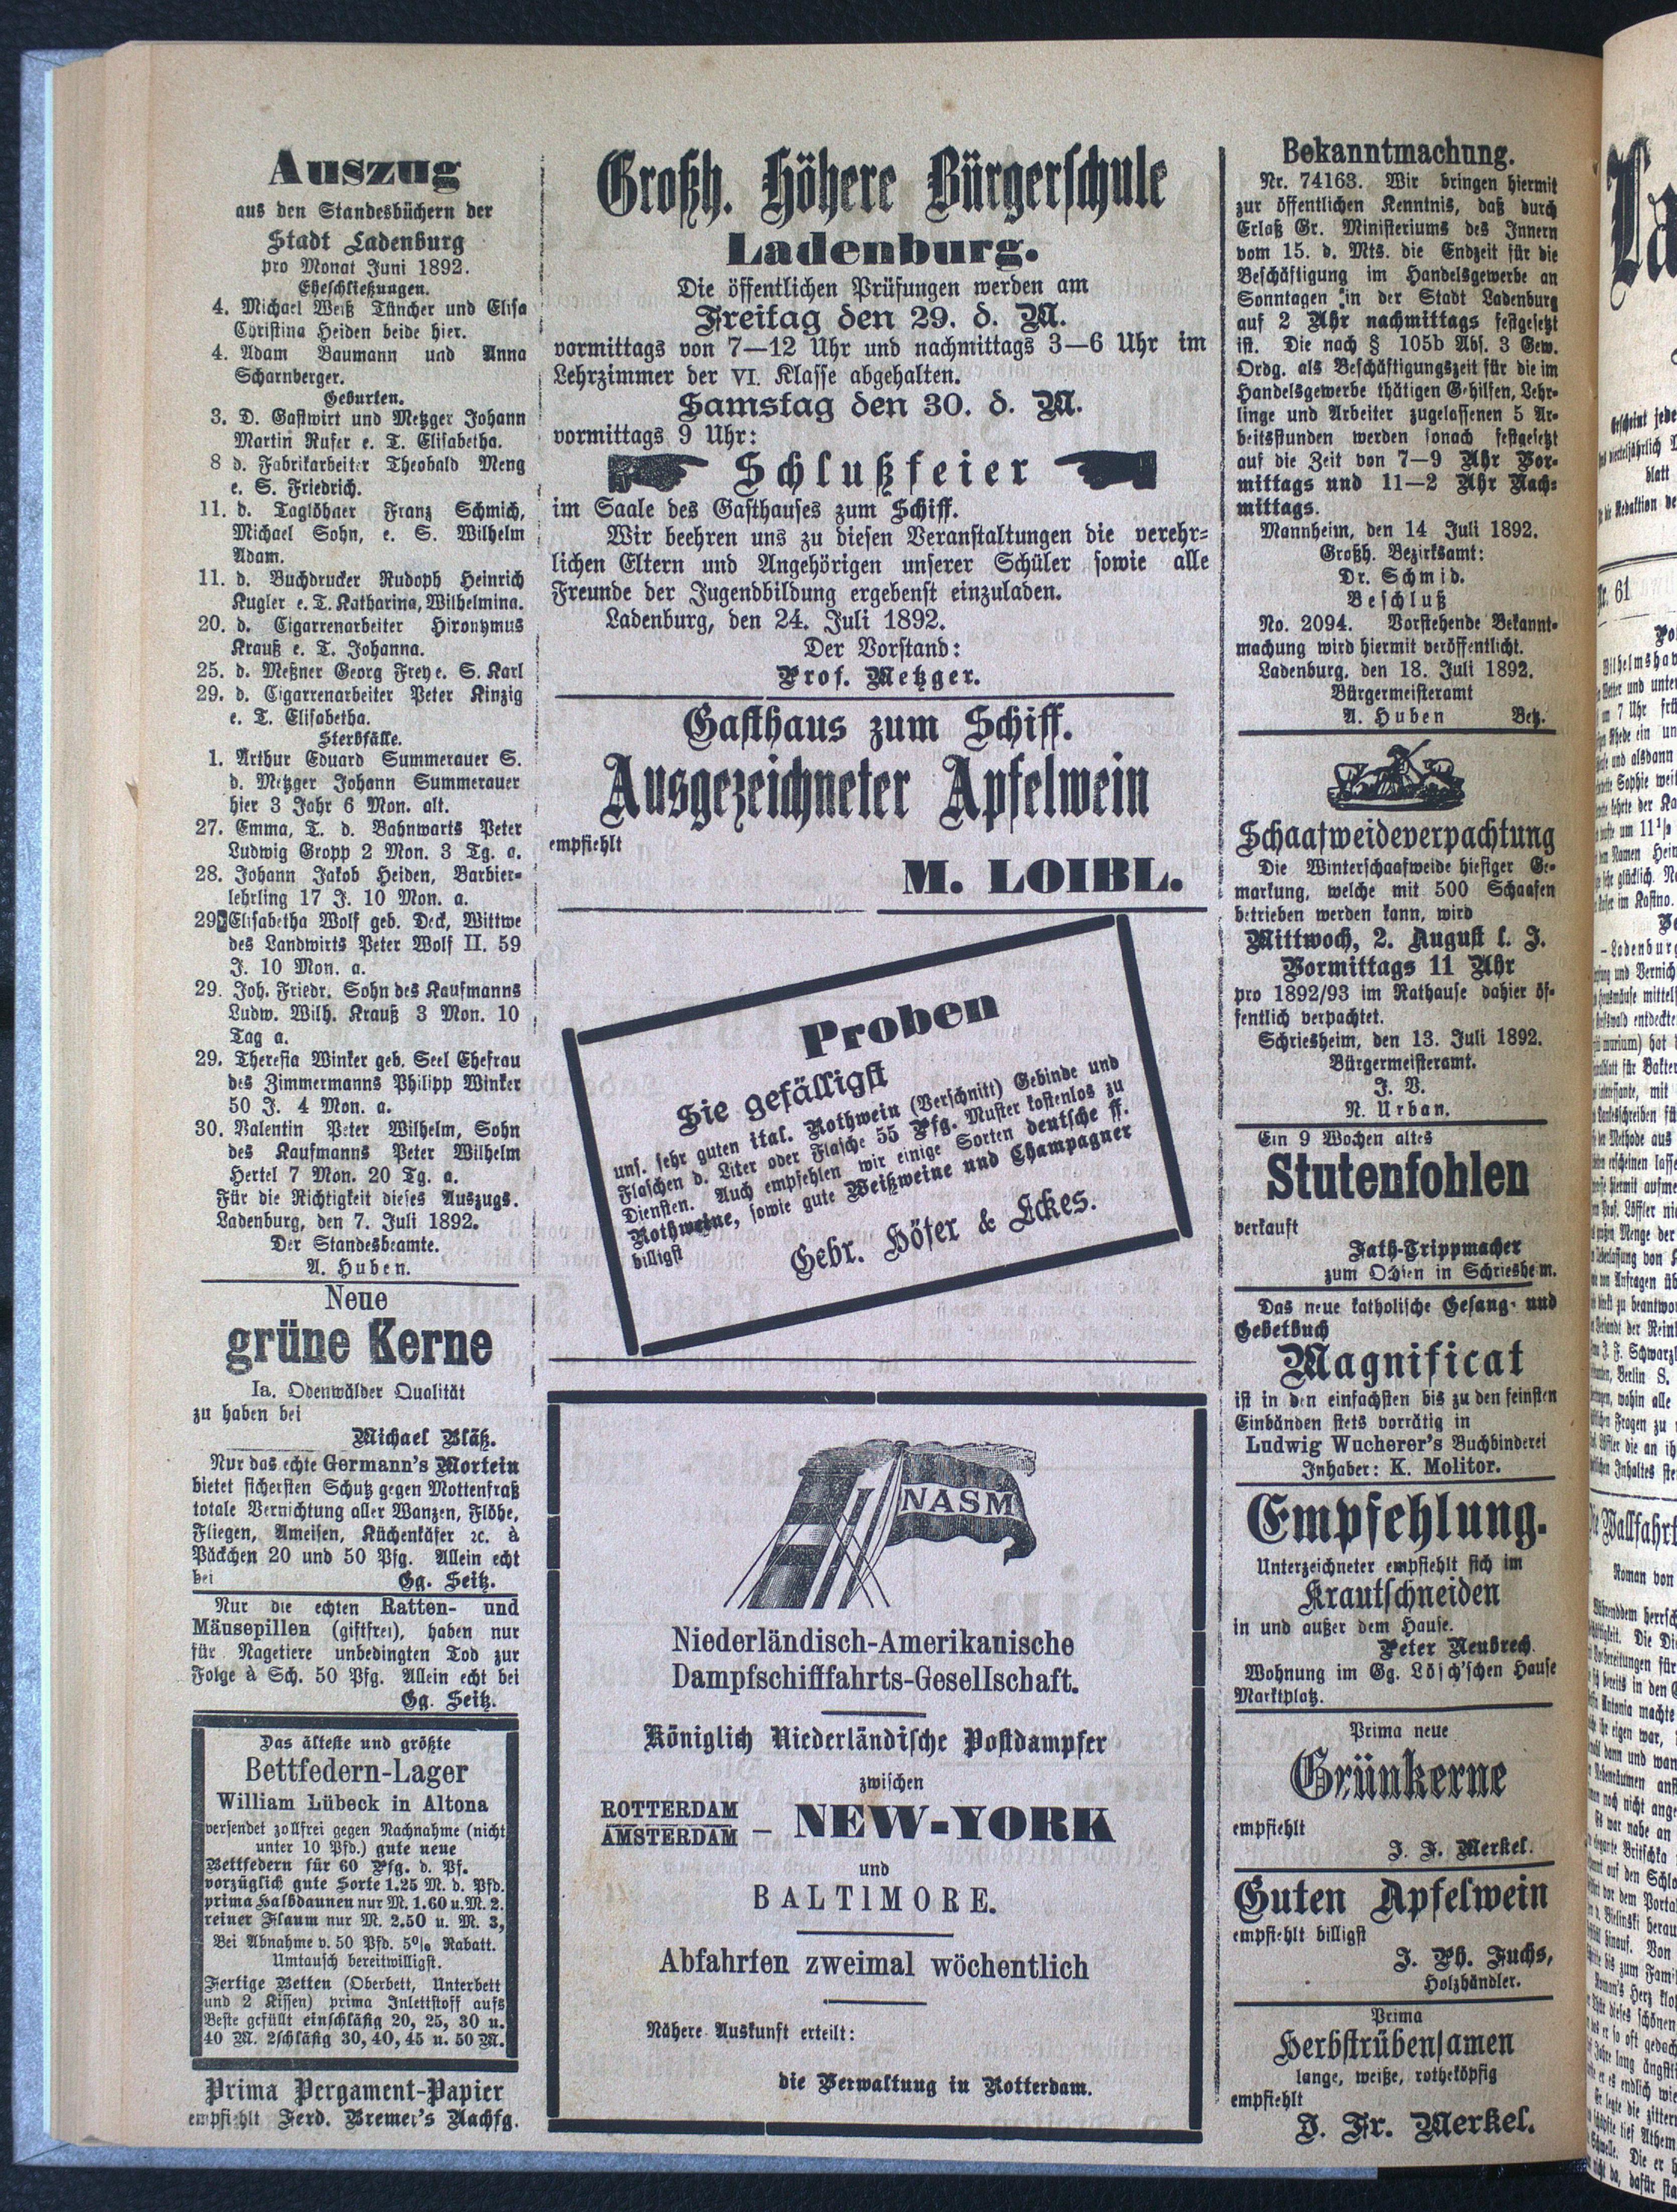 Auszug
aus den Standesbüchern der
Stadt Ladenburg
pro Monat Juni 1892.
Eheschließungen.
4. Michael Weiß Tüncher und Elisa
Christina Heiden beide hier.
4. Adam Baumann und Anna
Scharnberger.
Geburten.
3. D. Gastwirt und Metzger Johann
Martin Rufer e. T. Elisabetha.
8 d. Fabrikarbeiter Theobald Meng
e. S. Friedrich.
11. d. Taglöhner Franz Schmich,
Michael Sohn, e. S. Wilhelm
Adam.
11. d. Buchdrucker Rudoph Heinrich
Kugler e. T. Katharina, Wilhelmina.
20. d. Cigarrenarbeiter Hironymus
Krauß e. T. Johanna.
25. d. Meßner Georg Frey e. S. Karl
29. d. Cigarrenarbeiter Peter Kinzig
e. T. Elisabetha.
Sterbfälle.
1. Arthur Eduard Summerauer S.
d. Metzger Johann Summerauer
hier 3 Jahr 6 Mon. alt.
27. Emma, T. d. Bahnwarts Peter
Ludwig Gropp 2 Mon. 3 Tg. a.
28. Johann Jakob Heiden, Barbier-
lehrling 17 J. 10 Mon. a.
29. Elisabetha Wolf geb. Deck, Wittwe
des Landwirts Peter Wolf II. 59
J. 10 Mon. a.
29. Joh. Friedr. Sohn des Kaufmanns
Ludw. Wilh. Krauß 3 Mon. 10
Tag a.
29. Theresia Winker geb. Seel Ehefrau
des Zimmermanns Philipp Winker
50 J. 4 Mon. a.
30. Valentin Peter Wilhelm, Sohn
des Kaufmanns Peter Wilhelm
Hertel 7 Mon. 20 Tg. a.
Für die Richtigkeit dieses Auszugs.
Ladenburg, den 7. Juli 1892.
Der Standesbeamte.
A. Huben.
Neue
grüne Kerne
Ia. Odenwälder Qualität
zu haben bei
Michael Bläß.
Nur das echte Germann's Mortein
bietet sichersten Schutz gegen Mottenfraß
totale Vernichtung aller Wanzen, Flöhe,
Fliegen, Ameisen, Küchenkäfer ꝛc. à
Päckchen 20 und 50 Pfg. Allein echt
bei Gg. Seitz.
Nur die echten Ratten- und
Mäusepillen (giftfrei), haben nur
für Nagetiere unbedingten Tod zur
Folge à Sch. 50 Pfg. Allein echt bei
Gg. Seitz.
Das älteste und größte
Bettfedern-Lager
William Lübeck in Altona
versendet zollfrei gegen Nachnahme (nicht
unter 10 Pfd.) gute neue
Bettfedern für 60 Pfg. d. Pf.
vorzüglich gute Sorte 1.25 M. d. Pfd.
prima Halbdaunen nur M. 1.60 u. M. 2.
reiner Flaum nur M. 2.50 u. M. 3,
Bei Abnahme v. 50 Pfd. 5% Rabatt.
Umtausch bereitwilligst.
Fertige Betten (Oberbett, Unterbett
und 2 Kissen) prima Inlettstoff aufs
Beste gefüllt einschläfig 20, 25, 30 u.
40 M. 2schläfig 30, 40, 45 u. 50 M.
Prima Pergament-Papier
empfiehlt Ferd. Bremer's Nachfg.
Großh. Höhere Bürgerschule
Ladenburg.
Die öffentlichen Prüfungen werden am
Freitag den 29. d. M.
vormittags von 7—12 Uhr und nachmittags 3—6 Uhr im
Lehrzimmer der VI. Klasse abgehalten.
Samstag den 30. d. M.
vormittags 9 Uhr:
Schlußfeier
im Saale des Gasthauses zum Schiff.
Wir beehren uns zu diesen Veranstaltungen die verehr-
lichen Eltern und Angehörigen unserer Schüler sowie alle
Freunde der Jugendbildung ergebenst einzuladen.
Ladenburg, den 24. Juli 1892.
Der Vorstand:
Prof. Metzger.
Gasthaus zum Schiff.
Ausgezeichneter Apfelwein
empfiehlt
M. LOIBL.
Proben
Sie gefälligst
uns. sehr guten ital. Rothwein (Verschnitt) Gebinde und
Flaschen d. Liter oder Flasche 55 Pfg. Muster kostenlos zu
Diensten. Auch empfehlen wir einige Sorten deutsche ff.
Rothweine, sowie gute Weißweine und Champagner
billigst
Gebr. Höfer & Eckes.
NASM
Niederländisch-Amerikanische
Dampfschifffahrts-Gesellschaft.
Königlich Niederländische Postdampfer
zwischen
ROTTERDAM
AMSTERDAM — NEW-YORK
und
BALTIMORE.
Abfahrten zweimal wöchentlich
Nähere Auskunft erteilt:
die Verwaltung in Rotterdam.
Bekanntmachung.
Nr. 74163. Wir bringen hiermit
zur öffentlichen Kenntnis, daß durch
Erlaß Gr. Ministeriums des Innern
vom 15. d. Mts. die Endzeit für die
Beschäftigung im Handelsgewerbe an
Sonntagen in der Stadt Ladenburg
auf 2 Uhr nachmittags festgesetzt
ist. Die nach § 105b Abs. 3 Gew.
Ordg. als Beschäftigungszeit für die im
Handelsgewerbe thätigen Gehilfen, Lehr-
linge und Arbeiter zugelassenen 5 Ar-
beitsstunden werden sonach festgesetzt
auf die Zeit von 7—9 Uhr Vor-
mittags und 11—2 Uhr Nach-
mittags.
Mannheim, den 14 Juli 1892.
Großh. Bezirksamt:
Dr. Schmid.
Beschluß
No. 2094. Vorstehende Bekannt-
machung wird hiermit veröffentlicht.
Ladenburg, den 18. Juli 1892.
Bürgermeisteramt
A. Huben Betz.
Schaafweideverpachtung
Die Winterschaafweide hiesiger Ge-
markung, welche mit 500 Schaafen
betrieben werden kann, wird
Mittwoch, 2. August l. J.
Vormittags 11 Uhr
pro 1892/93 im Rathause dahier öf-
fentlich verpachtet.
Schriesheim, den 13. Juli 1892.
Bürgermeisteramt.
J. V.
N. Urban.
Ein 9 Wochen altes
Stutenfohlen
verkauft
Fath-Trippmacher
zum Ochsen in Schriesheim.
Das neue katholische Gesang- und
Gebetbuch
Magnificat
ist in den einfachsten bis zu den feinsten
Einbänden stets vorrätig in
Ludwig Wucherer's Buchbinderei
Inhaber: K. Molitor.
Empfehlung.
Unterzeichneter empfiehlt sich im
Krautschneiden
in und außer dem Hause.
Peter Neubrech
Wohnung im Gg. Lösch'schen Hause
Marktplatz.
Prima neue
Grünkerne
empfiehlt
J. F. Merkel.
Guten Apfelwein
empfiehlt billigst
J. Ph. Fuchs,
Holzhändler.
Prima
Herbstrübensamen
lange, weiße, rotheköpfig
empfiehlt
J. Fr. Merkel.
Nr. 61